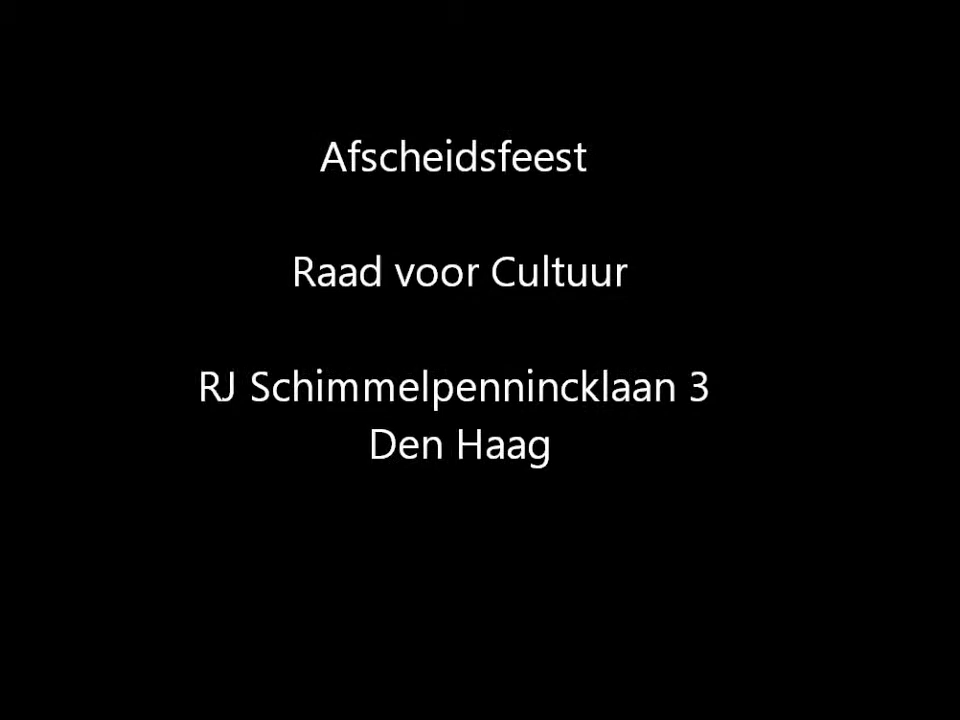 Afscheidsfeest
Raad voor Cultuur
RJ Schimmelpennincklaan 3
Den Haag